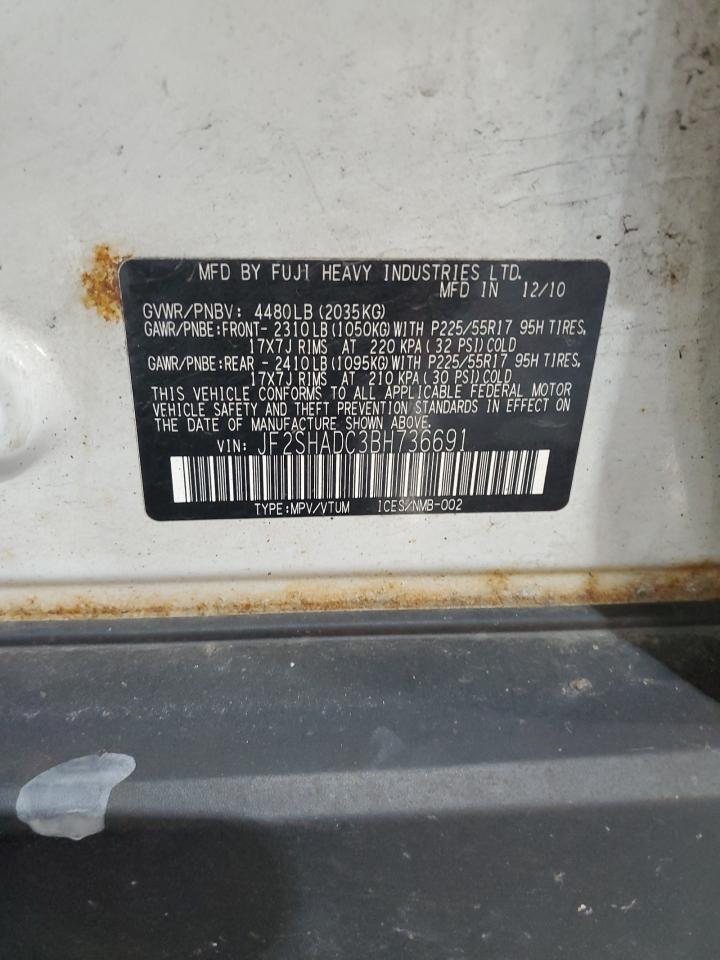 MFD BY FUJI HEAVY INDUSTRIES LTD.
MFD IN 12/10
GVWR/PNBV: 4480LB(2035KG)
GAWR/PNBE:FRONT- 2310LB(1050KG)WITH P225/55R17 95H TIRES,
17X7J RIMS AT 220 KPA( 32 PSI)COLD
GAWR/PNBE:REAR - 2410LB(1095KG)WITH P225/55R17 95H TIRES,
17X7J RIMS AT 210 KPA( 30 PSI)COLD
THIS VEHICLE CONFORMS TO ALL APPLICABLE FEDERAL MOTOR
VEHICLE SAFETY AND THEFT PREVENTION STANDARDS IN EFFECT ON
THE DATE OF MANUFACTURE SHOWN ABOVE.
VIN: JF2SHADC3BH736691
TYPE:MPV/VTUM ICES/NMB-002